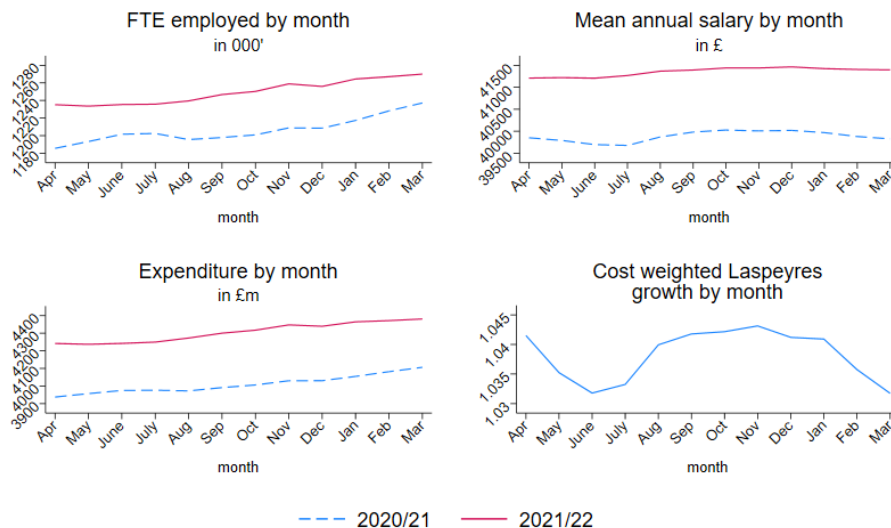 FTE employed by month
in 000'
1280
1260
1240
1220
1200
1180
Apr
May
June
July
Aug
Sep
Oct
Nov
Dec
Jan
Feb
Mar
month
Mean annual salary by month
in £
41500
41000
40500
40000
39500
Apr
May
June
July
Aug
Sep
Oct
Nov
Dec
Jan
Feb
Mar
month
Expenditure by month
in £m
4400
4300
4200
4100
4000
3900
Apr
May
June
July
Aug
Sep
Oct
Nov
Dec
Jan
Feb
Mar
month
Cost weighted Laspeyres
growth by month
1.045
1.04
1.035
1.03
Apr
May
June
July
Aug
Sep
Oct
Nov
Dec
Jan
Feb
Mar
month
2020/21 2021/22